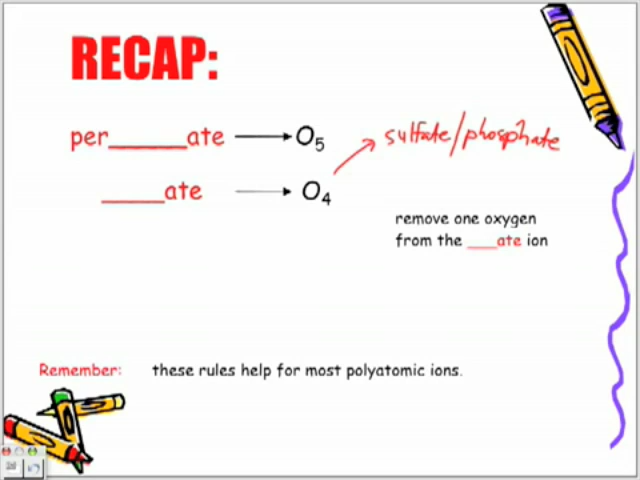 RECAP:
per______ate → O₅ sulfate/phosphate
_____ate → O₄
remove one oxygen
from the ___ate ion
Remember: these rules help for most polyatomic ions.